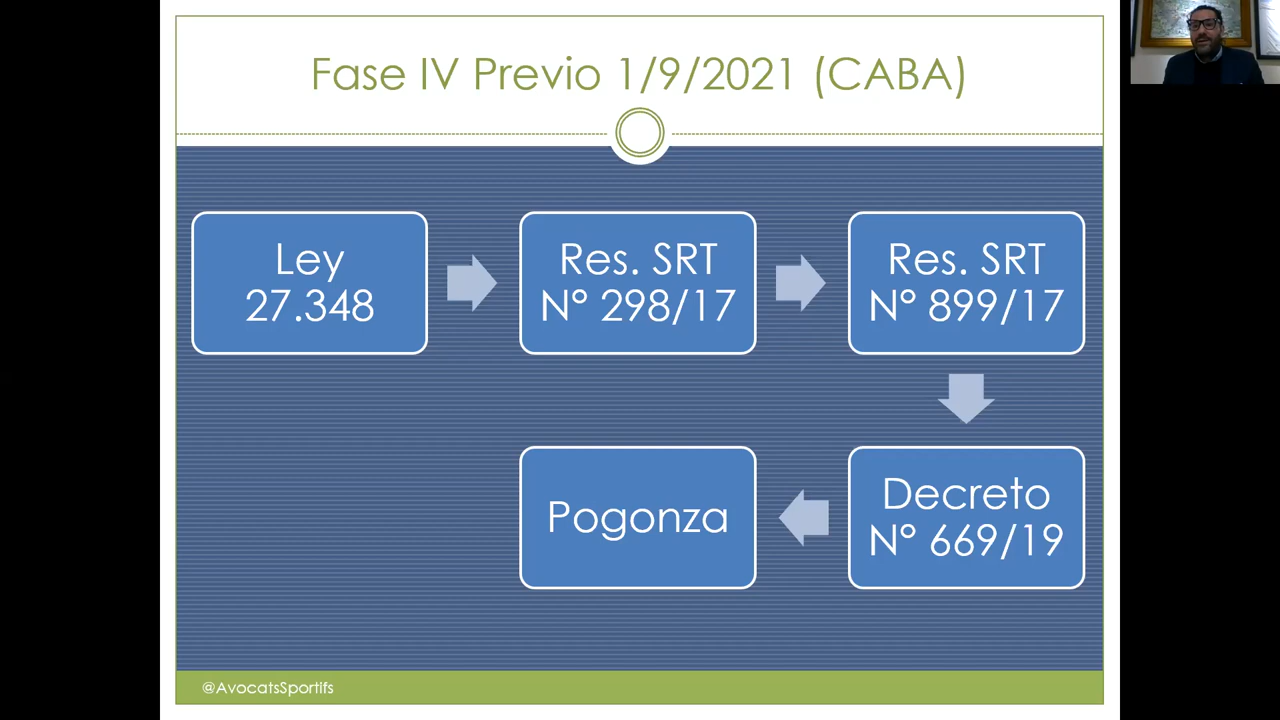 Fase IV Previo 1/9/2021 (CABA)
Ley
27.348
Res. SRT
N° 298/17
Res. SRT
N° 899/17
Decreto
N° 669/19
Pogonza
@AvocatsSportifs